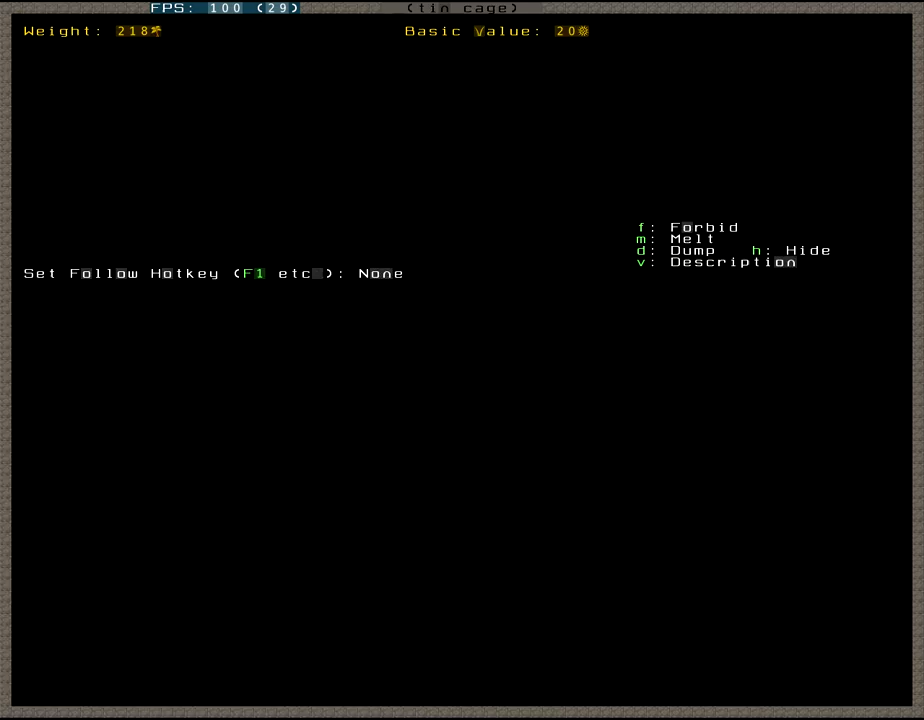 FPS: 100 (29) (tin cage)
Weight: 218 Basic Value: 20☼
f: Forbid
m: Melt
d: Dump h: Hide
v: Description
Set Follow Hotkey (F1 etc ): None